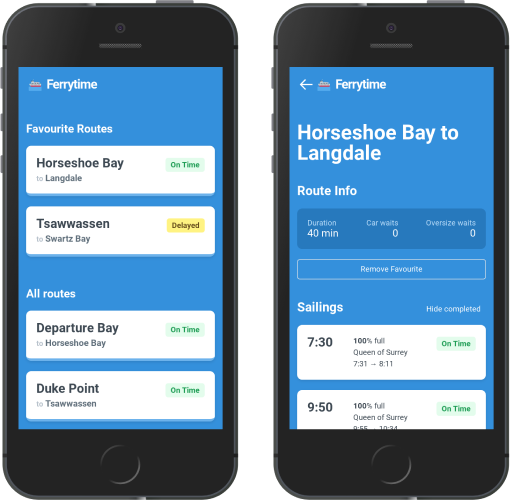 Ferrytime
Favourite Routes
Horseshoe Bay
to Langdale
On Time
Tsawwassen
to Swartz Bay
Delayed
All routes
Departure Bay
to Horseshoe Bay
On Time
Duke Point
to Tsawwassen
On Time
Ferrytime
Horseshoe Bay to
Langdale
Route Info
Duration
40 min
Car waits
0
Oversize waits
0
Remove Favourite
Sailings
Hide completed
7:30
100% full
Queen of Surrey
7:31 → 8:11
On Time
9:50
100% full
Queen of Surrey
9:55 → 10:34
On Time